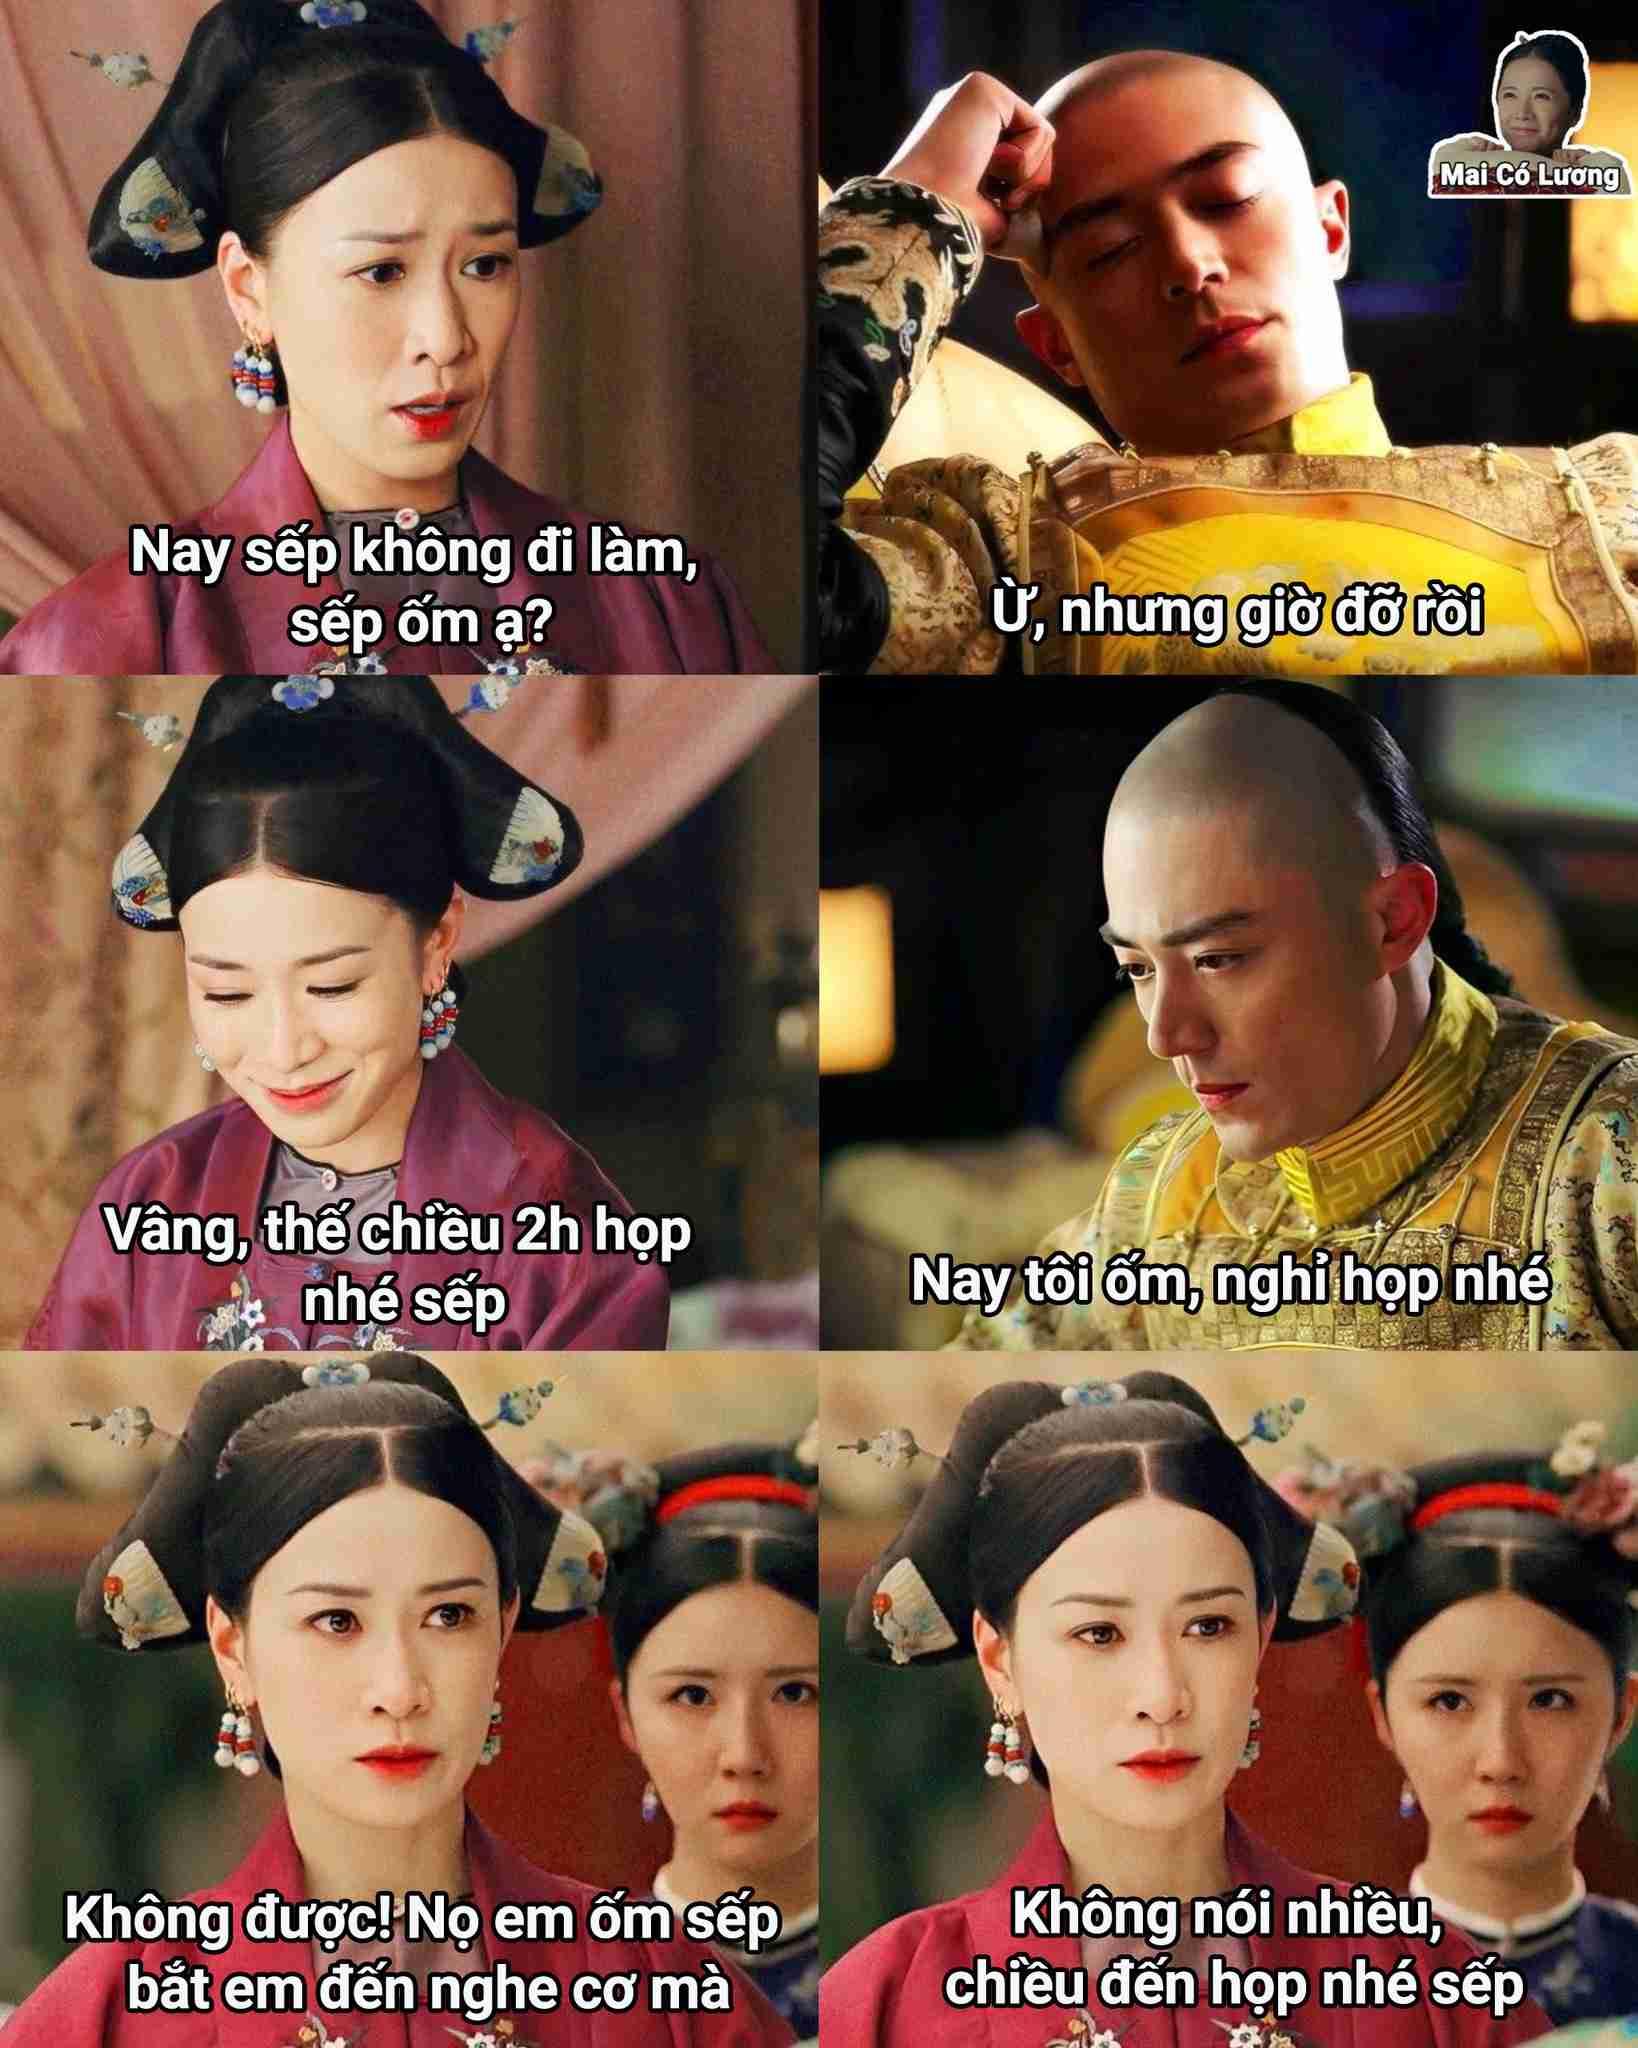 Mai Có Lương
Nay sếp không đi làm,
sếp ốm ạ?
Ừ, nhưng giờ đỡ rồi
Vâng, thế chiều 2h họp
nhé sếp
Nay tôi ốm, nghỉ họp nhé
Không được! Nọ em ốm sếp
bắt em đến nghe cơ mà
Không nói nhiều,
chiều đến họp nhé sếp